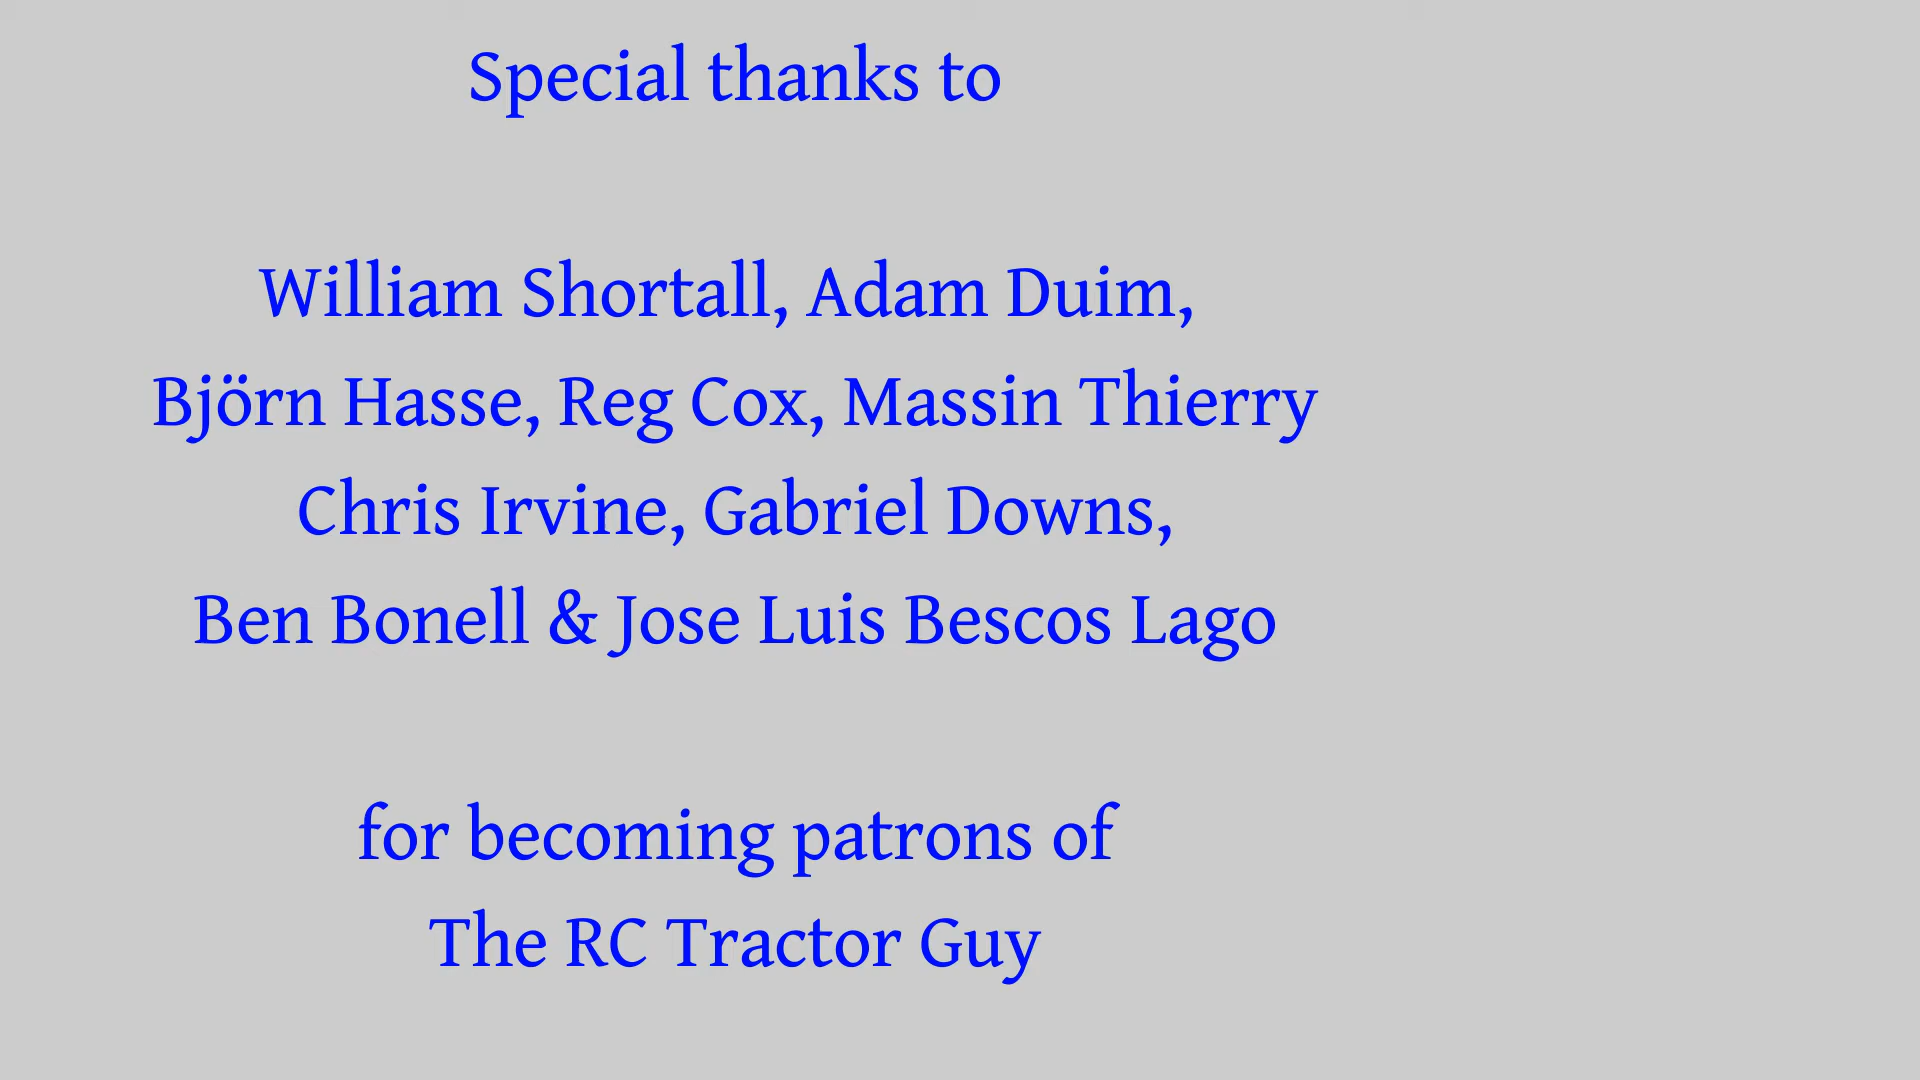 Special thanks to
William Shortall, Adam Duim,
Björn Hasse, Reg Cox, Massin Thierry
Chris Irvine, Gabriel Downs,
Ben Bonell & Jose Luis Bescos Lago
for becoming patrons of
The RC Tractor Guy